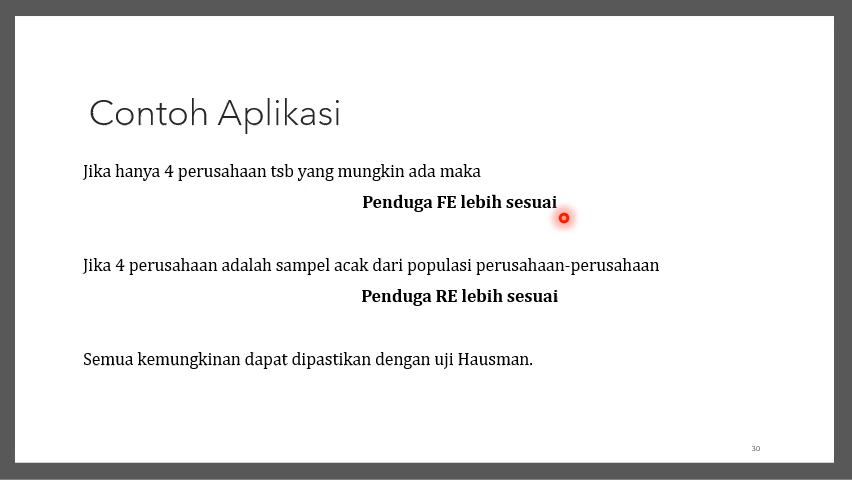 Contoh Aplikasi
Jika hanya 4 perusahaan tsb yang mungkin ada maka
Penduga FE lebih sesuai
Jika 4 perusahaan adalah sampel acak dari populasi perusahaan-perusahaan
Penduga RE lebih sesuai
Semua kemungkinan dapat dipastikan dengan uji Hausman.
30